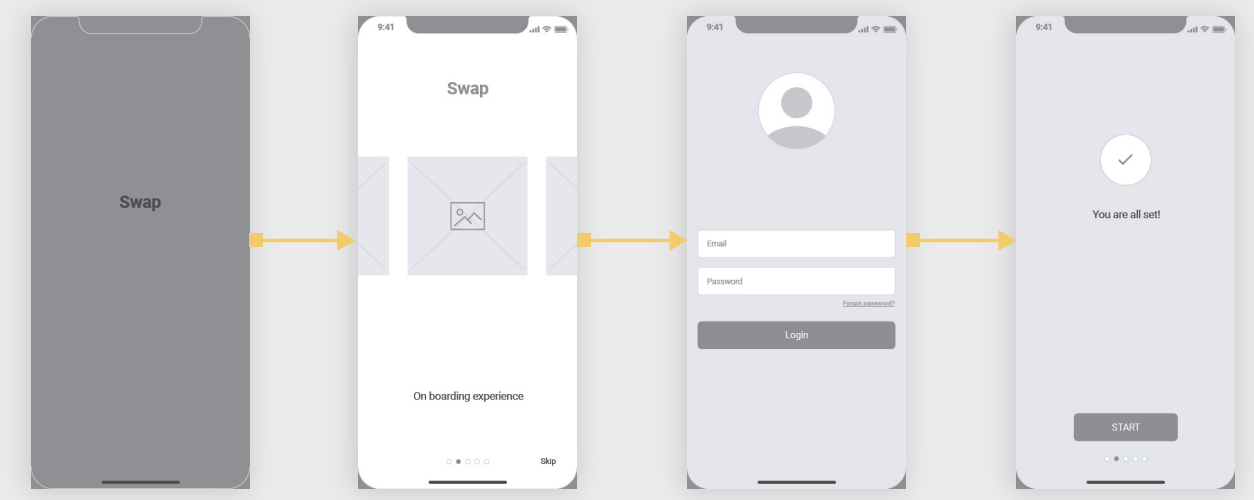 Swap
9:41
Swap
On boarding experience
Skip
9:41
Email
Password
Forgot password?
Login
9:41
You are all set!
START